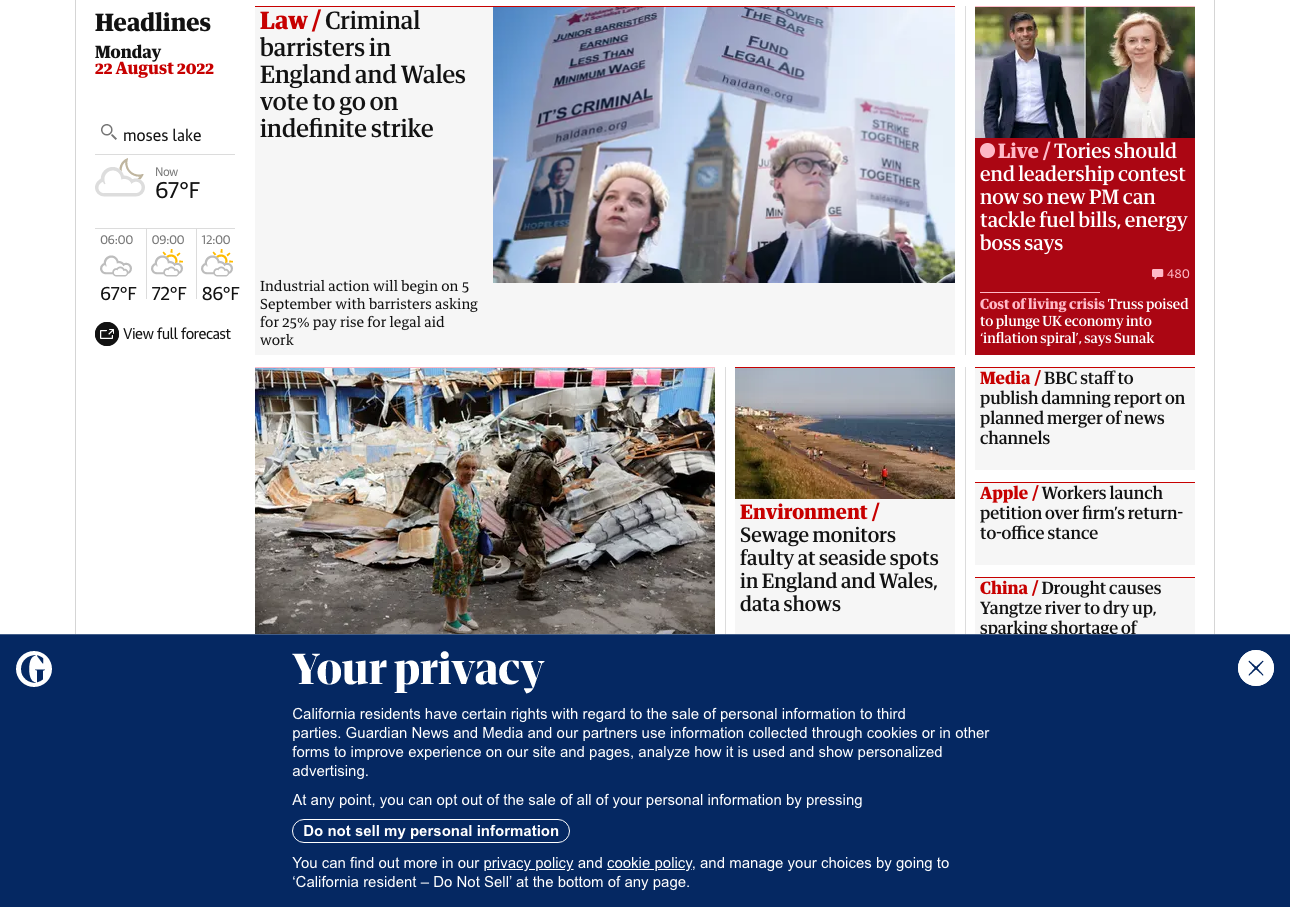 Headlines
Monday
22 August 2022
moses lake
Now
67°F
06:00
67°F
09:00
72°F
12:00
86°F
View full forecast
Law / Criminal
barristers in
England and Wales
vote to go on
indefinite strike
Industrial action will begin on 5
September with barristers asking
for 25% pay rise for legal aid
work
JUNIOR BARRISTERS
EARNING
LESS THAN
MINIMUM WAGE
IT'S CRIMINAL
haldane.org
THE BAR
FUND
LEGAL AID
haldane.org
STRIKE
TOGETHER
WIN
TOGETHER
Live / Tories should
end leadership contest
now so new PM can
tackle fuel bills, energy
boss says
480
Cost of living crisis Truss poised
to plunge UK economy into
‘inflation spiral’, says Sunak
Environment /
Sewage monitors
faulty at seaside spots
in England and Wales,
data shows
Media / BBC staff to
publish damning report on
planned merger of news
channels
Apple / Workers launch
petition over firm’s return-
to-office stance
China / Drought causes
Yangtze river to dry up,
sparking shortage of
Your privacy
California residents have certain rights with regard to the sale of personal information to third
parties. Guardian News and Media and our partners use information collected through cookies or in other
forms to improve experience on our site and pages, analyze how it is used and show personalized
advertising.
At any point, you can opt out of the sale of all of your personal information by pressing
Do not sell my personal information
You can find out more in our privacy policy and cookie policy, and manage your choices by going to
‘California resident – Do Not Sell’ at the bottom of any page.